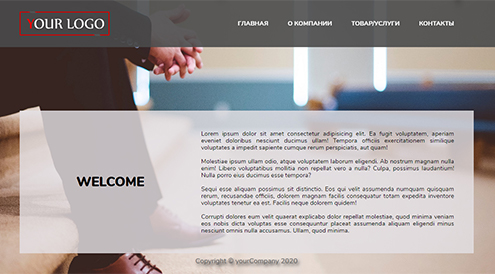 YOUR LOGO
ГЛАВНАЯ О КОМПАНИИ ТОВАР/УСЛУГИ КОНТАКТЫ
WELCOME
Lorem ipsum dolor sit amet consectetur adipisicing elit. Ea fugit voluptatem, aperiam
eveniet doloribus nesciunt ducimus ullam! Tempora officiis exercitationem similique
voluptates a impedit sapiente cumque rerum perspiciatis, aut quam!
Molestiae ipsum ullam odio, atque voluptatem laborum eligendi. Ab nostrum magnam nulla
enim! Libero voluptatibus mollitia non repellat vero a nulla? Culpa, possimus laudantium!
Nulla porro eius ducimus esse tempora?
Sequi esse aliquam possimus sit distinctio. Eos qui velit assumenda numquam quisquam
rerum, recusandae officiis, dolorem magnam facilis consequatur totam expedita inventore
voluptates tenetur ea est. Facilis neque dolorem quidem!
Corrupti dolores eum velit quaerat explicabo dolor repellat molestiae, quod minima veniam
eos nobis dicta voluptas esse consequuntur placeat assumenda aliquam eligendi minus
nesciunt omnis nulla accusamus. Ullam, quod minima.
Copyright © yourCompany 2020.